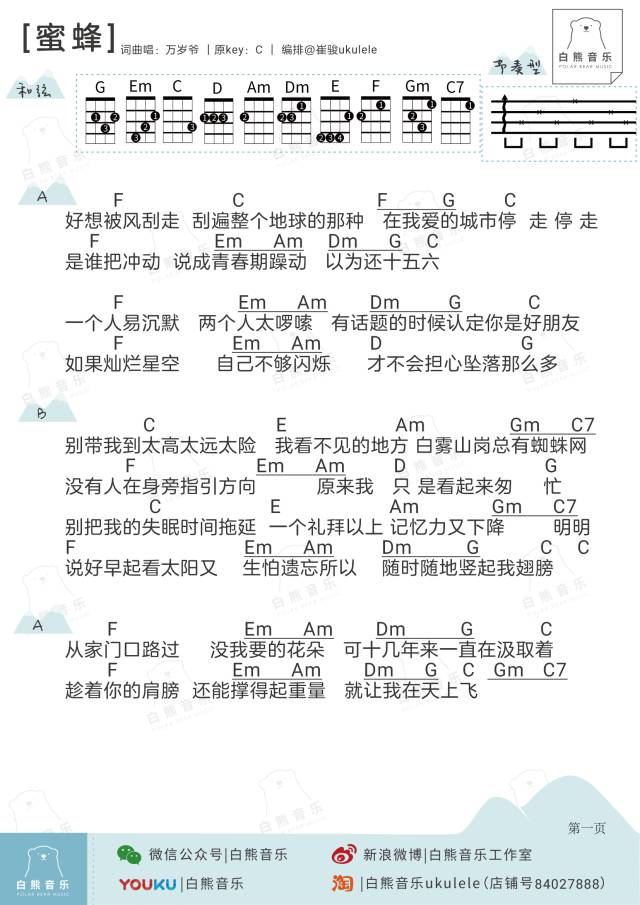 [蜜蜂]
词曲唱：万岁爷 | 原key：C | 编排@崔骏ukulele
白熊音乐
POLAR BEAR MUSIC
和弦
节奏型
G Em C D Am Dm E F Gm C7
A
F C F G C
好想被风刮走 刮遍整个地球的那种 在我爱的城市停 走 停 走
F Em Am Dm G C
是谁把冲动 说成青春期躁动 以为还十五六
F Em Am Dm G C
一个人易沉默 两个人太啰嗦 有话题的时候认定你是好朋友
F Em Am D G
如果灿烂星空 自己不够闪烁 才不会担心坠落那么多
B
C E Am Gm C7
别带我到太高太远太险 我看不见的地方 白雾山岗总有蜘蛛网
F Em Am D G
没有人在身旁指引方向 原来我 只 是看起来匆 忙
C E Am Gm C7
别把我的失眠时间拖延 一个礼拜以上 记忆力又下降 明明
F Em Am Dm G C C
说好早起看太阳又 生怕遗忘所以 随时随地竖起我翅膀
A
F Em Am Dm G C
从家门口路过 没我要的花朵 可十几年来一直在汲取着
F Em Am Dm G C Gm C7
趁着你的肩膀 还能撑得起重量 就让我在天上飞
第一页
白熊音乐
POLAR BEAR MUSIC
微信公众号|白熊音乐
新浪微博|白熊音乐工作室
YOUKU|白熊音乐
淘|白熊音乐ukulele(店铺号84027888)